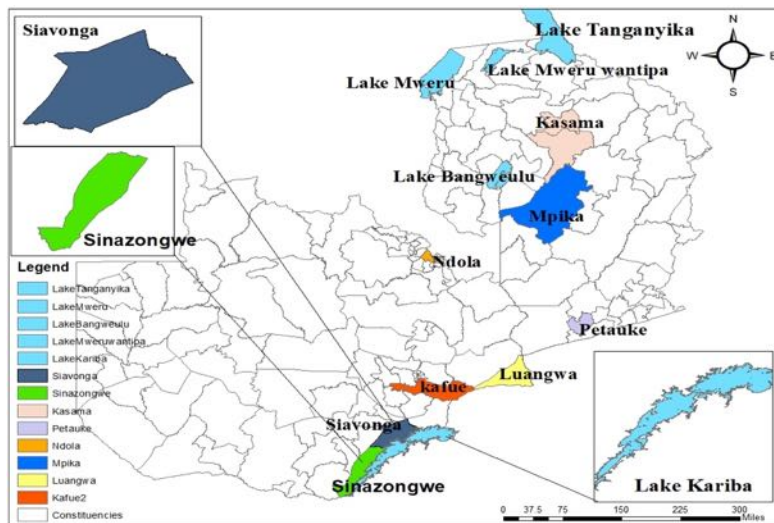 Siavonga
Lake Tanganyika
N
W
E
S
Lake Mweru
Lake Mweru wantipa
Kasama
Lake Bangweulu
Mpika
Sinazongwe
Ndola
Petauke
Luangwa
kafue
Siavonga
Sinazongwe
Lake Kariba
Legend
LakeTanganyika
LakeMweru
LakeBangweulu
LakeMweruwantipa
LakeKariba
Siavonga
Sinazongwe
Kasama
Petauke
Ndola
Mpika
Luangwa
Kafue2
Constituencies
0 37.5 75 150 225 300
Miles